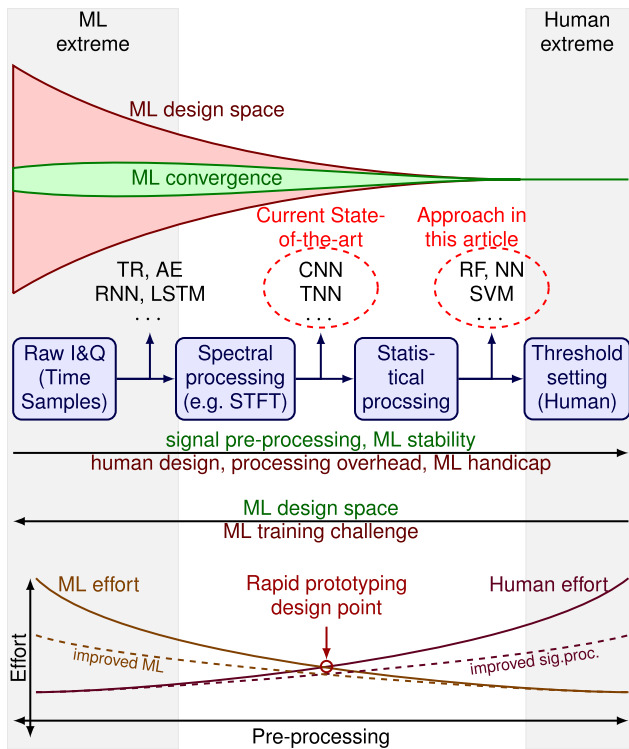 ML
extreme
Human
extreme
ML design space
ML convergence
Current State-
of-the-art
Approach in
this article
TR, AE
RNN, LSTM
. . .
CNN
TNN
. . .
RF, NN
SVM
. . .
Raw I&Q
(Time
Samples)
Spectral
processing
(e.g. STFT)
Statis-
tical
procssing
Threshold
setting
(Human)
signal pre-processing, ML stability
human design, processing overhead, ML handicap
ML design space
ML training challenge
ML effort
Rapid prototyping
design point
Human effort
improved ML
improved sig.proc.
Effort
Pre-processing